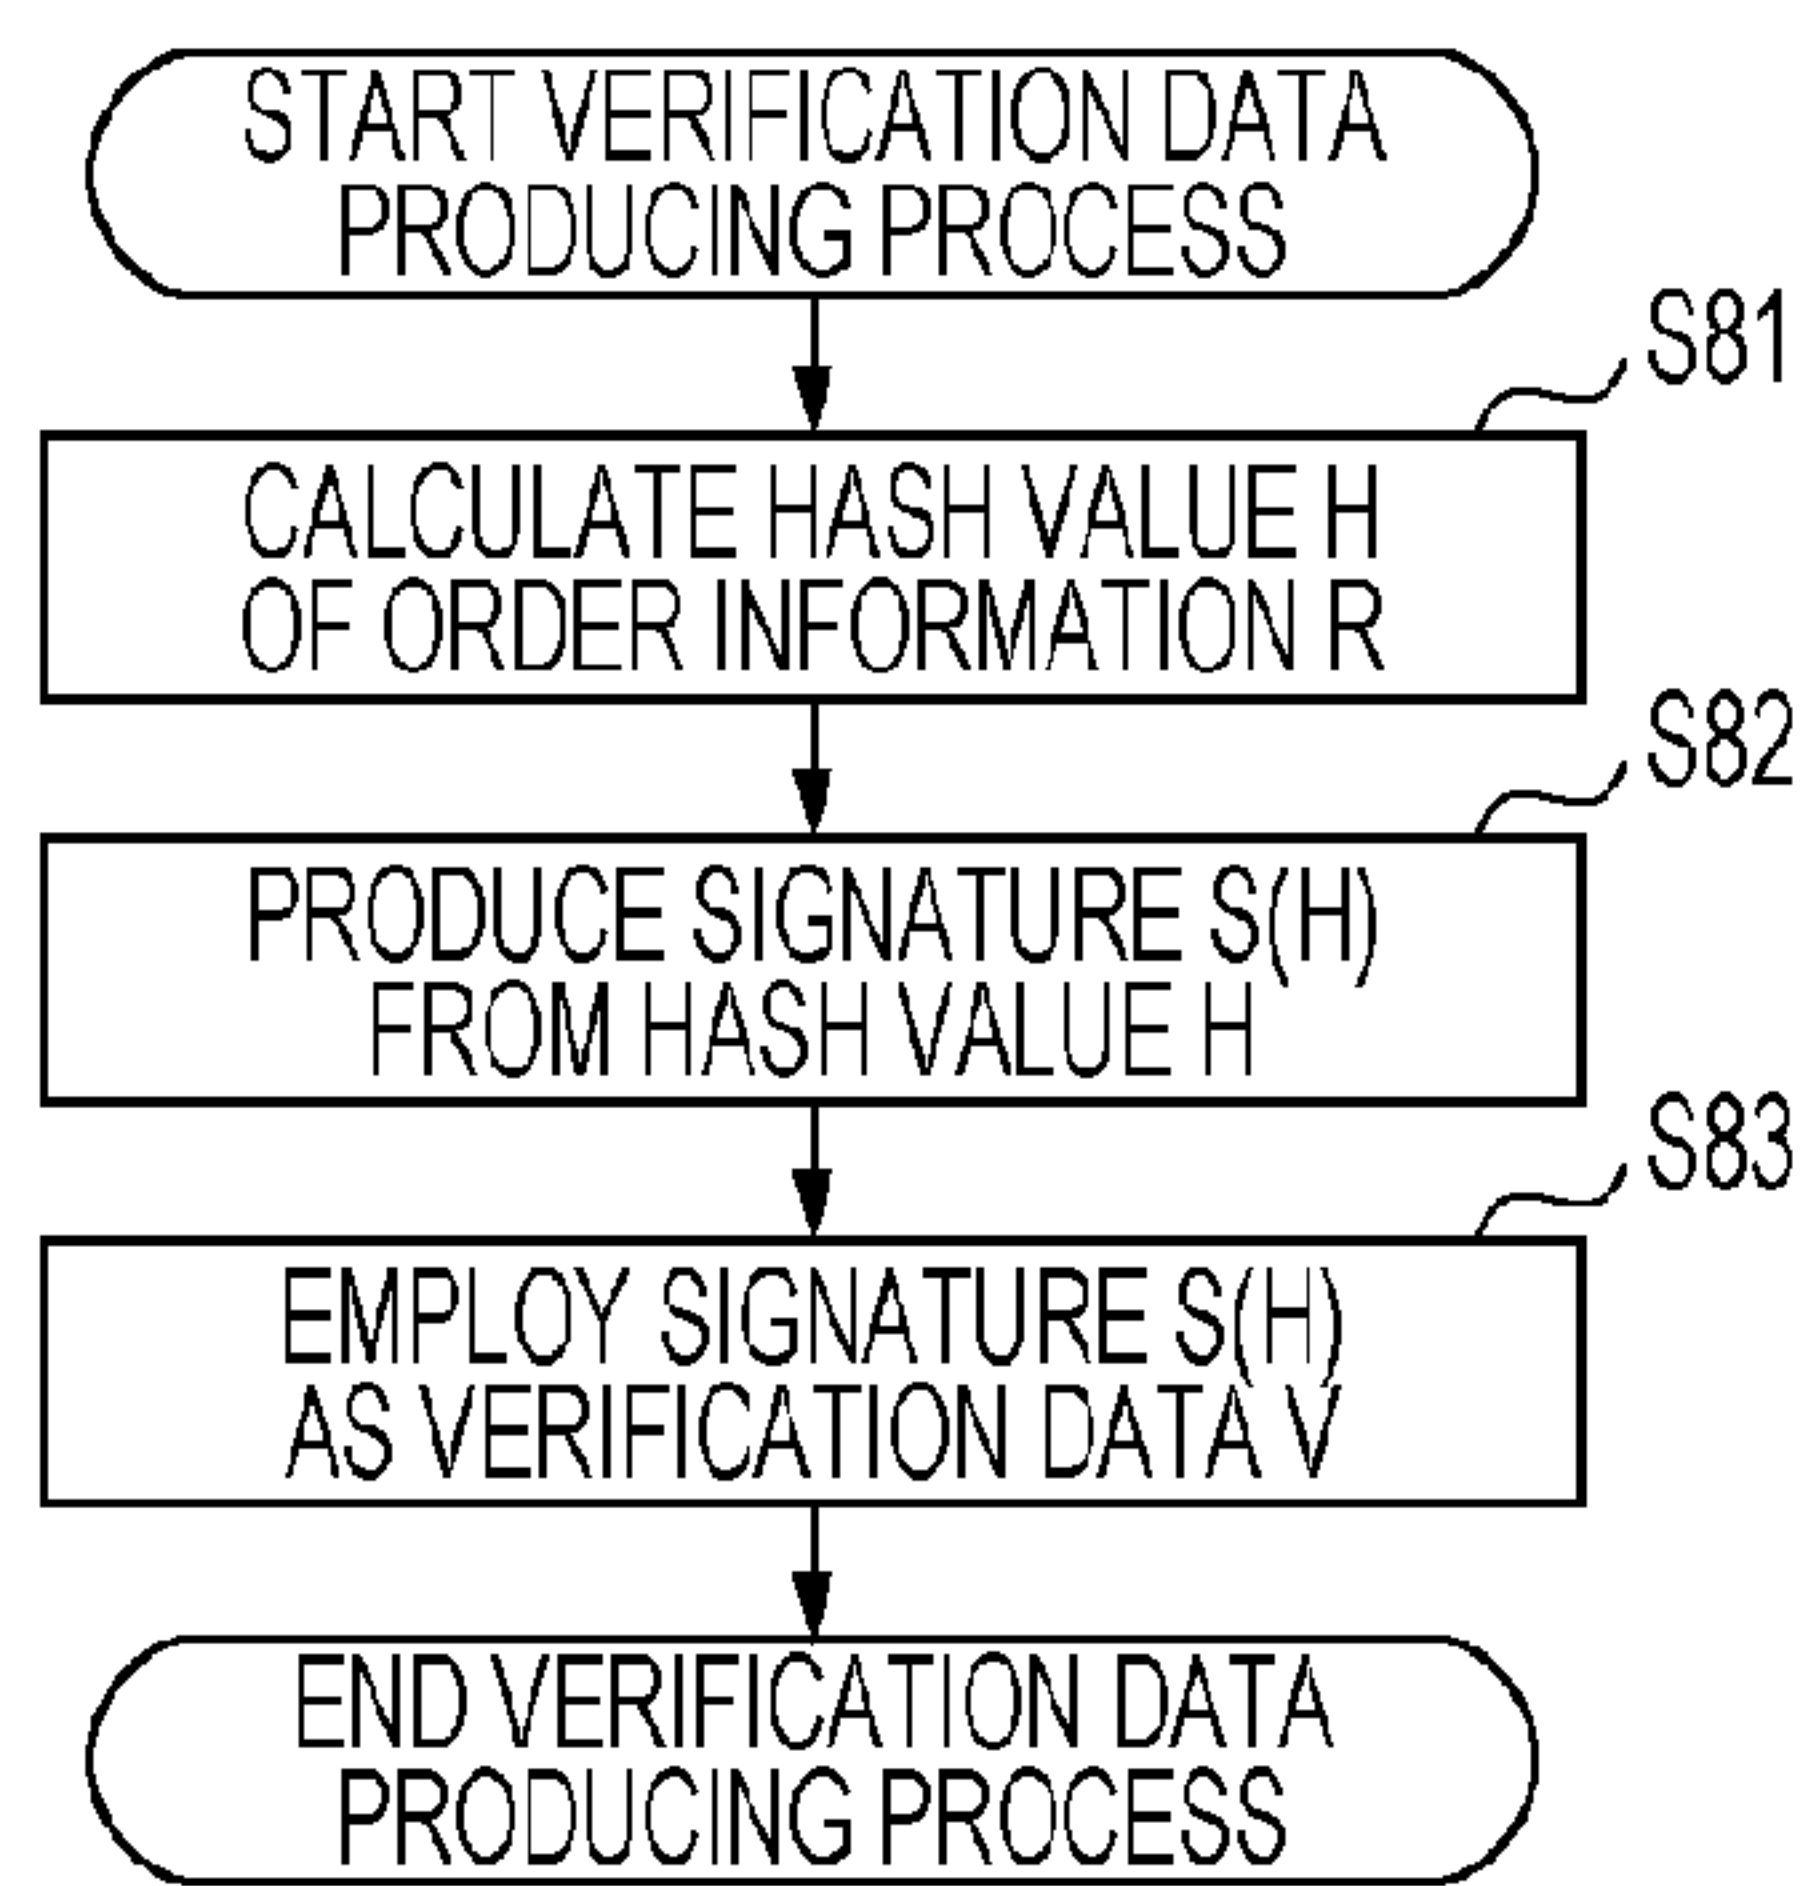 START VERIFICATION DATA
PRODUCING PROCESS
S81
CALCULATE HASH VALUE H
OF ORDER INFORMATION R
S82
PRODUCE SIGNATURE S(H)
FROM HASH VALUE H
S83
EMPLOY SIGNATURE S(H)
AS VERIFICATION DATA V
END VERIFICATION DATA
PRODUCING PROCESS